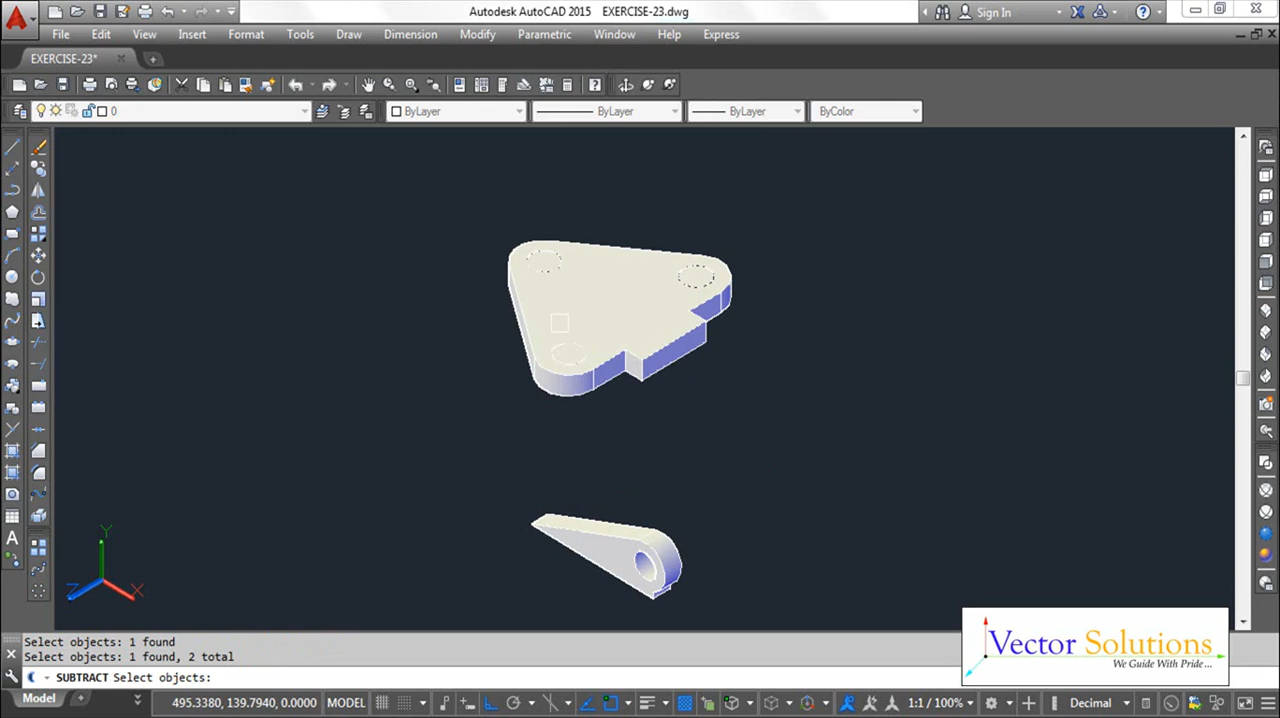 Autodesk AutoCAD 2015 EXERCISE-23.dwg
Sign In
File Edit View Insert Format Tools Draw Dimension Modify Parametric Window Help Express
EXERCISE-23*
0 ByLayer ByLayer ByLayer ByColor
A
Y
Z X
Select objects: 1 found
Select objects: 1 found, 2 total
SUBTRACT Select objects:
Vector Solutions
We Guide With Pride...
Model 495.3380, 139.7940, 0.0000 MODEL 1:1 / 100% Decimal